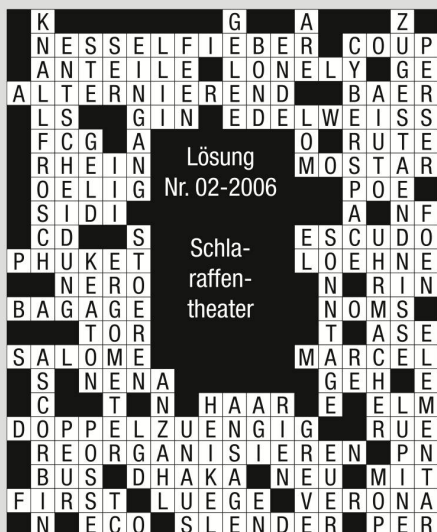 K G A Z
NESSELFIEBER COUP
ANTEILE LONELY GE
ALTERNIEREND BAER
LS GIN EDELWEISS
FCG A O RUTE
RHEIN MOSTAR
OELIG POE
SIDI A NF
CD S ESCUDO
PHUKET LOEHNE
NERO N RIN
BAGAGE NOMS
TOR T ASE
SALOME MARCEL
S NENA GEH E
C T N HAAR E ELM
DOPPELZUENGIG RUE
REORGANISIEREN PN
BUS DHAKA NEU MIT
FIRST LUEGE VERONA
N ECO SLENDER PER
Lösung
Nr. 02-2006
Schla-
raffen-
theater